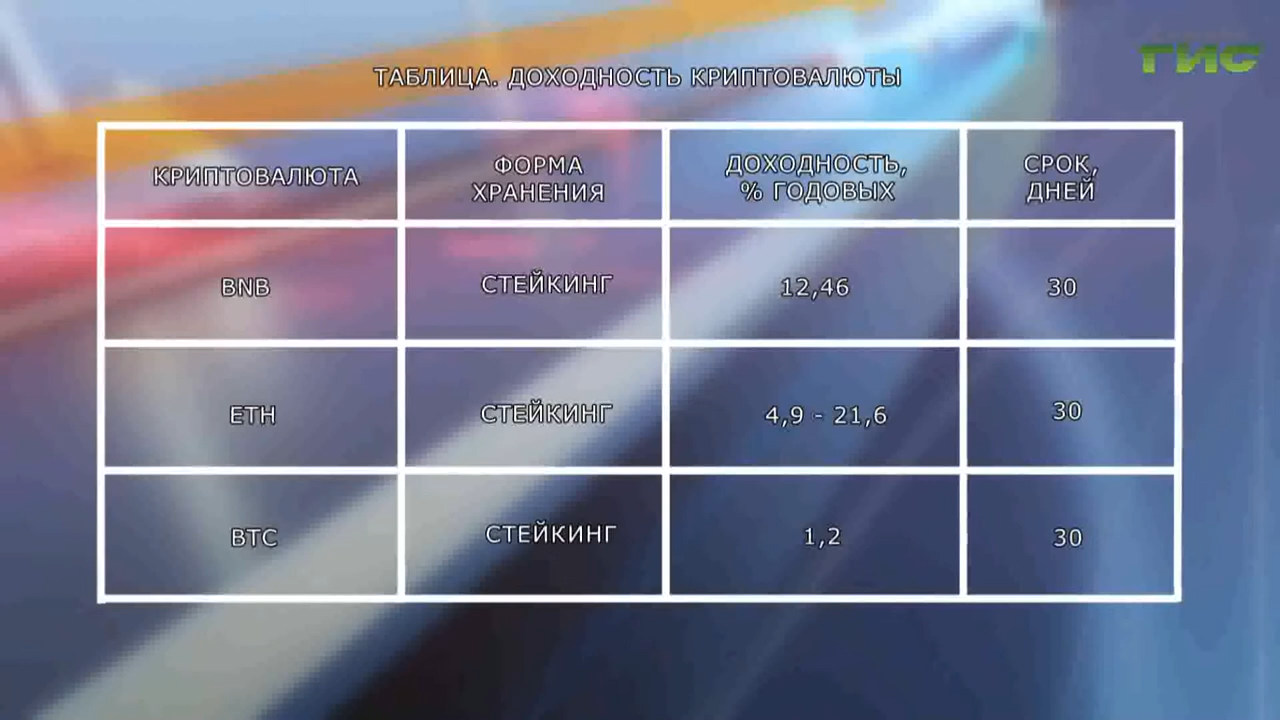 ГИС
ТАБЛИЦА. ДОХОДНОСТЬ КРИПТОВАЛЮТЫ
КРИПТОВАЛЮТА
ФОРМА
ХРАНЕНИЯ
ДОХОДНОСТЬ,
% ГОДОВЫХ
СРОК,
ДНЕЙ
BNB
СТЕЙКИНГ
12,46
30
ETH
СТЕЙКИНГ
4,9 - 21,6
30
BTC
СТЕЙКИНГ
1,2
30